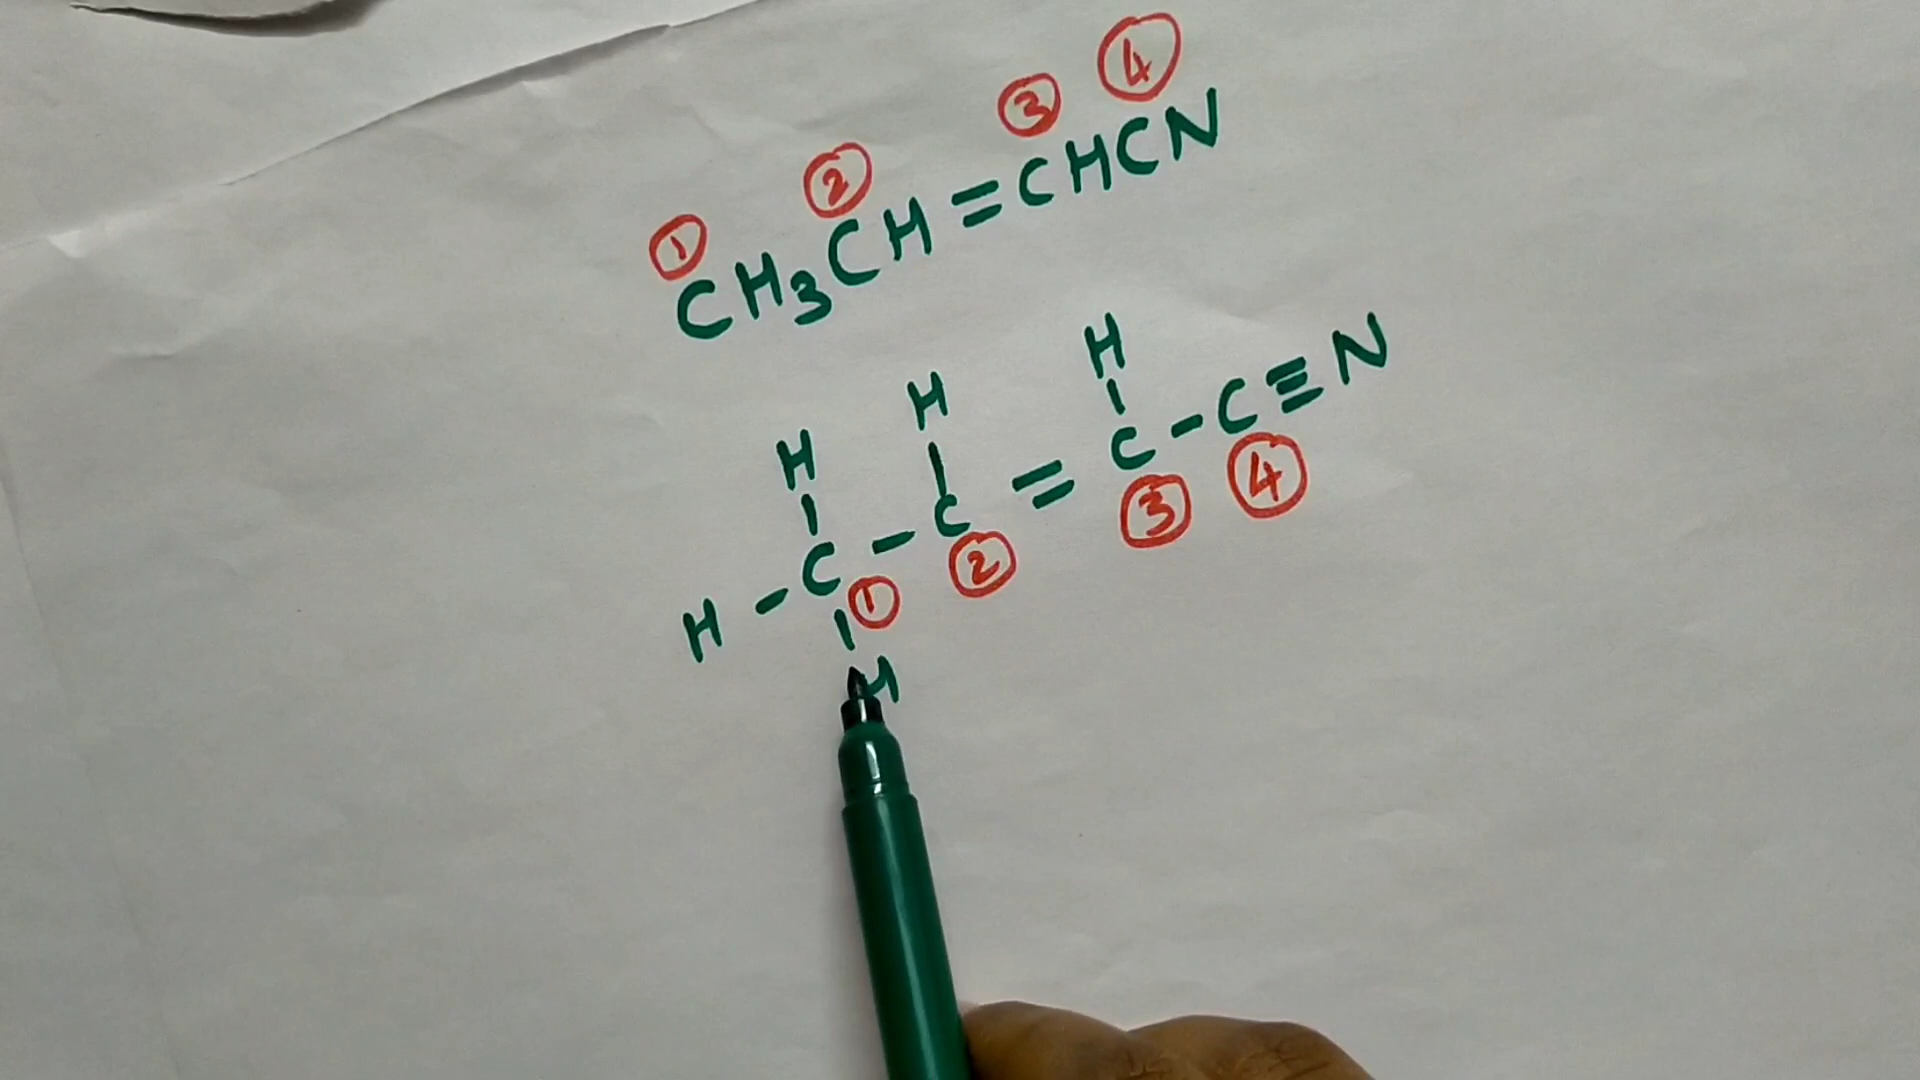 ① ② ③ ④
CH₃CH=CHCN
H H H
H-C-C=C-C≡N
① ② ③ ④
H